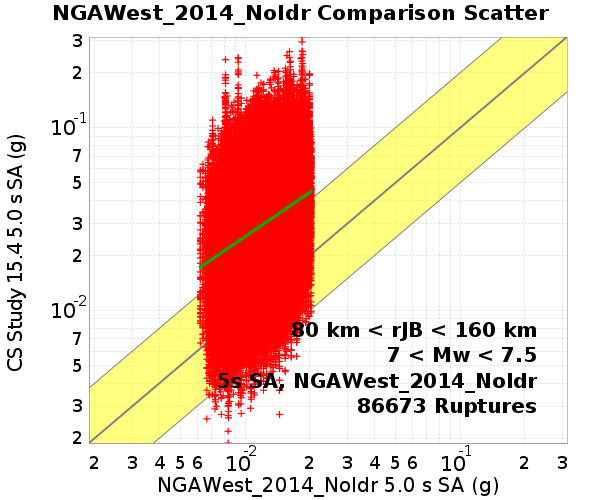 NGAWest_2014_NoIdr Comparison Scatter
CS Study 15.4 5.0 s SA (g)
3
2
10-1
7
5
3
2
10-2
7
5
3
2
80 km < rJB < 160 km
7 < Mw < 7.5
5s SA, NGAWest_2014_NoIdr
86673 Ruptures
2 3 4 5 6 10-2 2 3 4 5 6 10-1 2 3
NGAWest_2014_NoIdr 5.0 s SA (g)